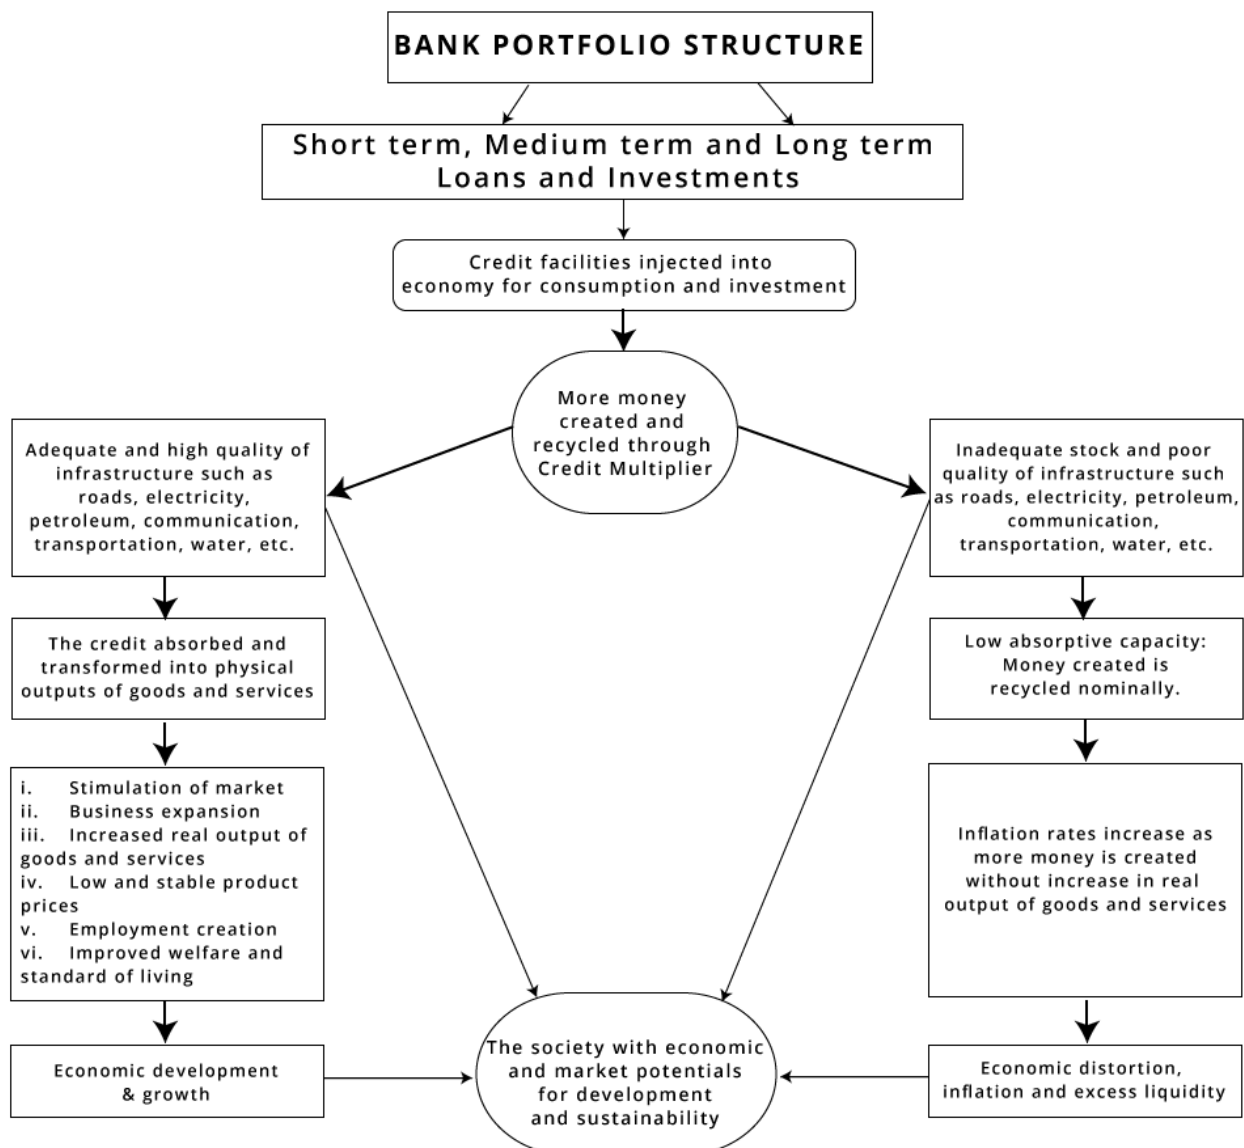 BANK PORTFOLIO STRUCTURE
Short term, Medium term and Long term
Loans and Investments
Credit facilities injected into
economy for consumption and investment
More money
created and
recycled through
Credit Multiplier
Adequate and high quality of
infrastructure such as
roads, electricity,
petroleum, communication,
transportation, water, etc.
Inadequate stock and poor
quality of infrastructure such
as roads, electricity, petroleum,
communication,
transportation, water, etc.
The credit absorbed and
transformed into physical
outputs of goods and services
Low absorptive capacity:
Money created is
recycled nominally.
i. Stimulation of market
ii. Business expansion
iii. Increased real output of
goods and services
iv. Low and stable product
prices
v. Employment creation
vi. Improved welfare and
standard of living
Inflation rates increase as
more money is created
without increase in real
output of goods and services
Economic development
& growth
The society with economic
and market potentials
for development
and sustainability
Economic distortion,
inflation and excess liquidity